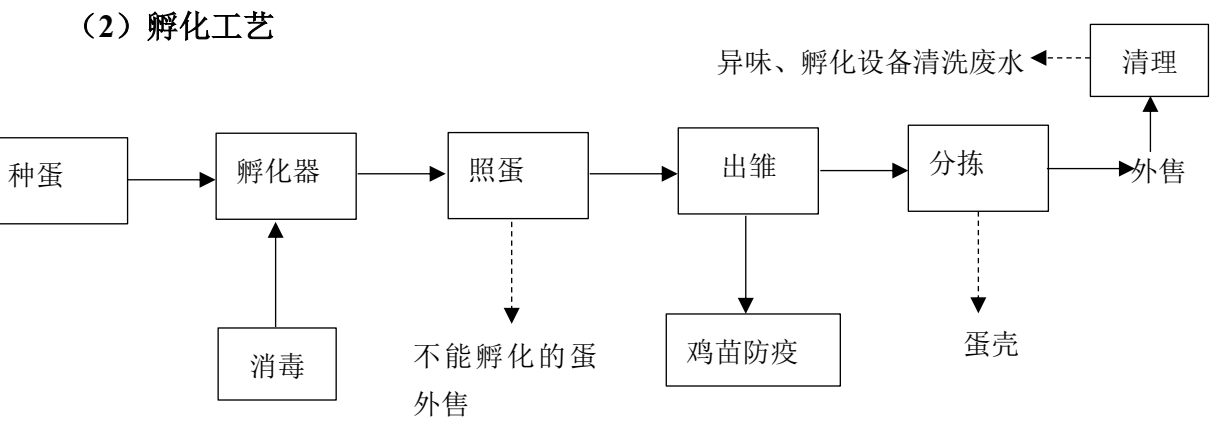 （2）孵化工艺
异味、孵化设备清洗废水
清理
种蛋
孵化器
照蛋
出雏
分拣
外售
消毒
不能孵化的蛋
外售
鸡苗防疫
蛋壳